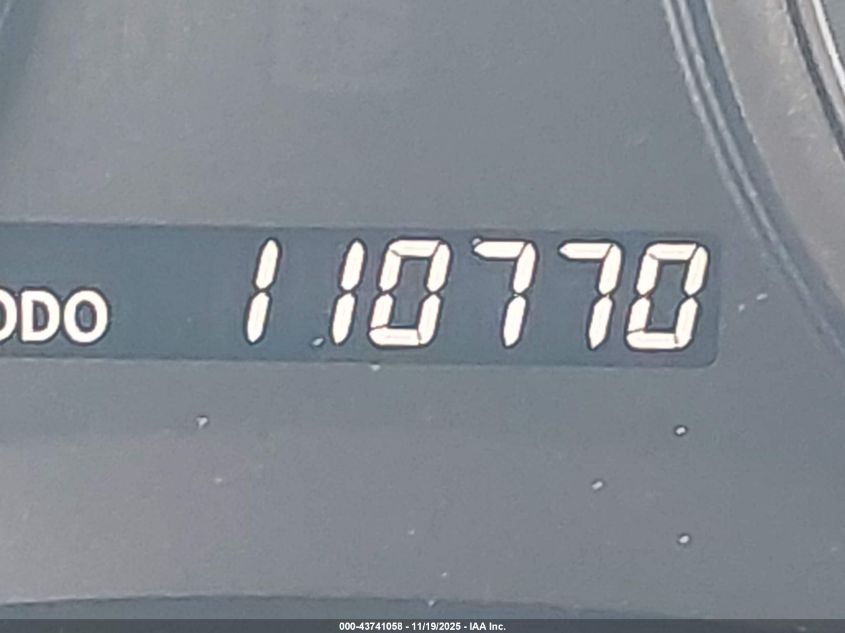 ODO 110770
000-43741058 - 11/19/2025 - IAA Inc.